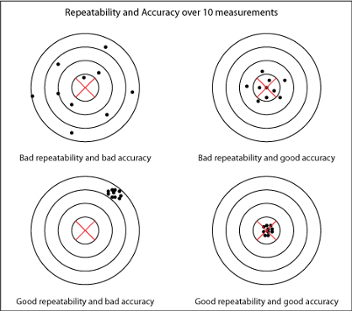 Repeatability and Accuracy over 10 measurements
Bad repeatability and bad accuracy
Bad repeatability and good accuracy
Good repeatability and bad accuracy
Good repeatability and good accuracy